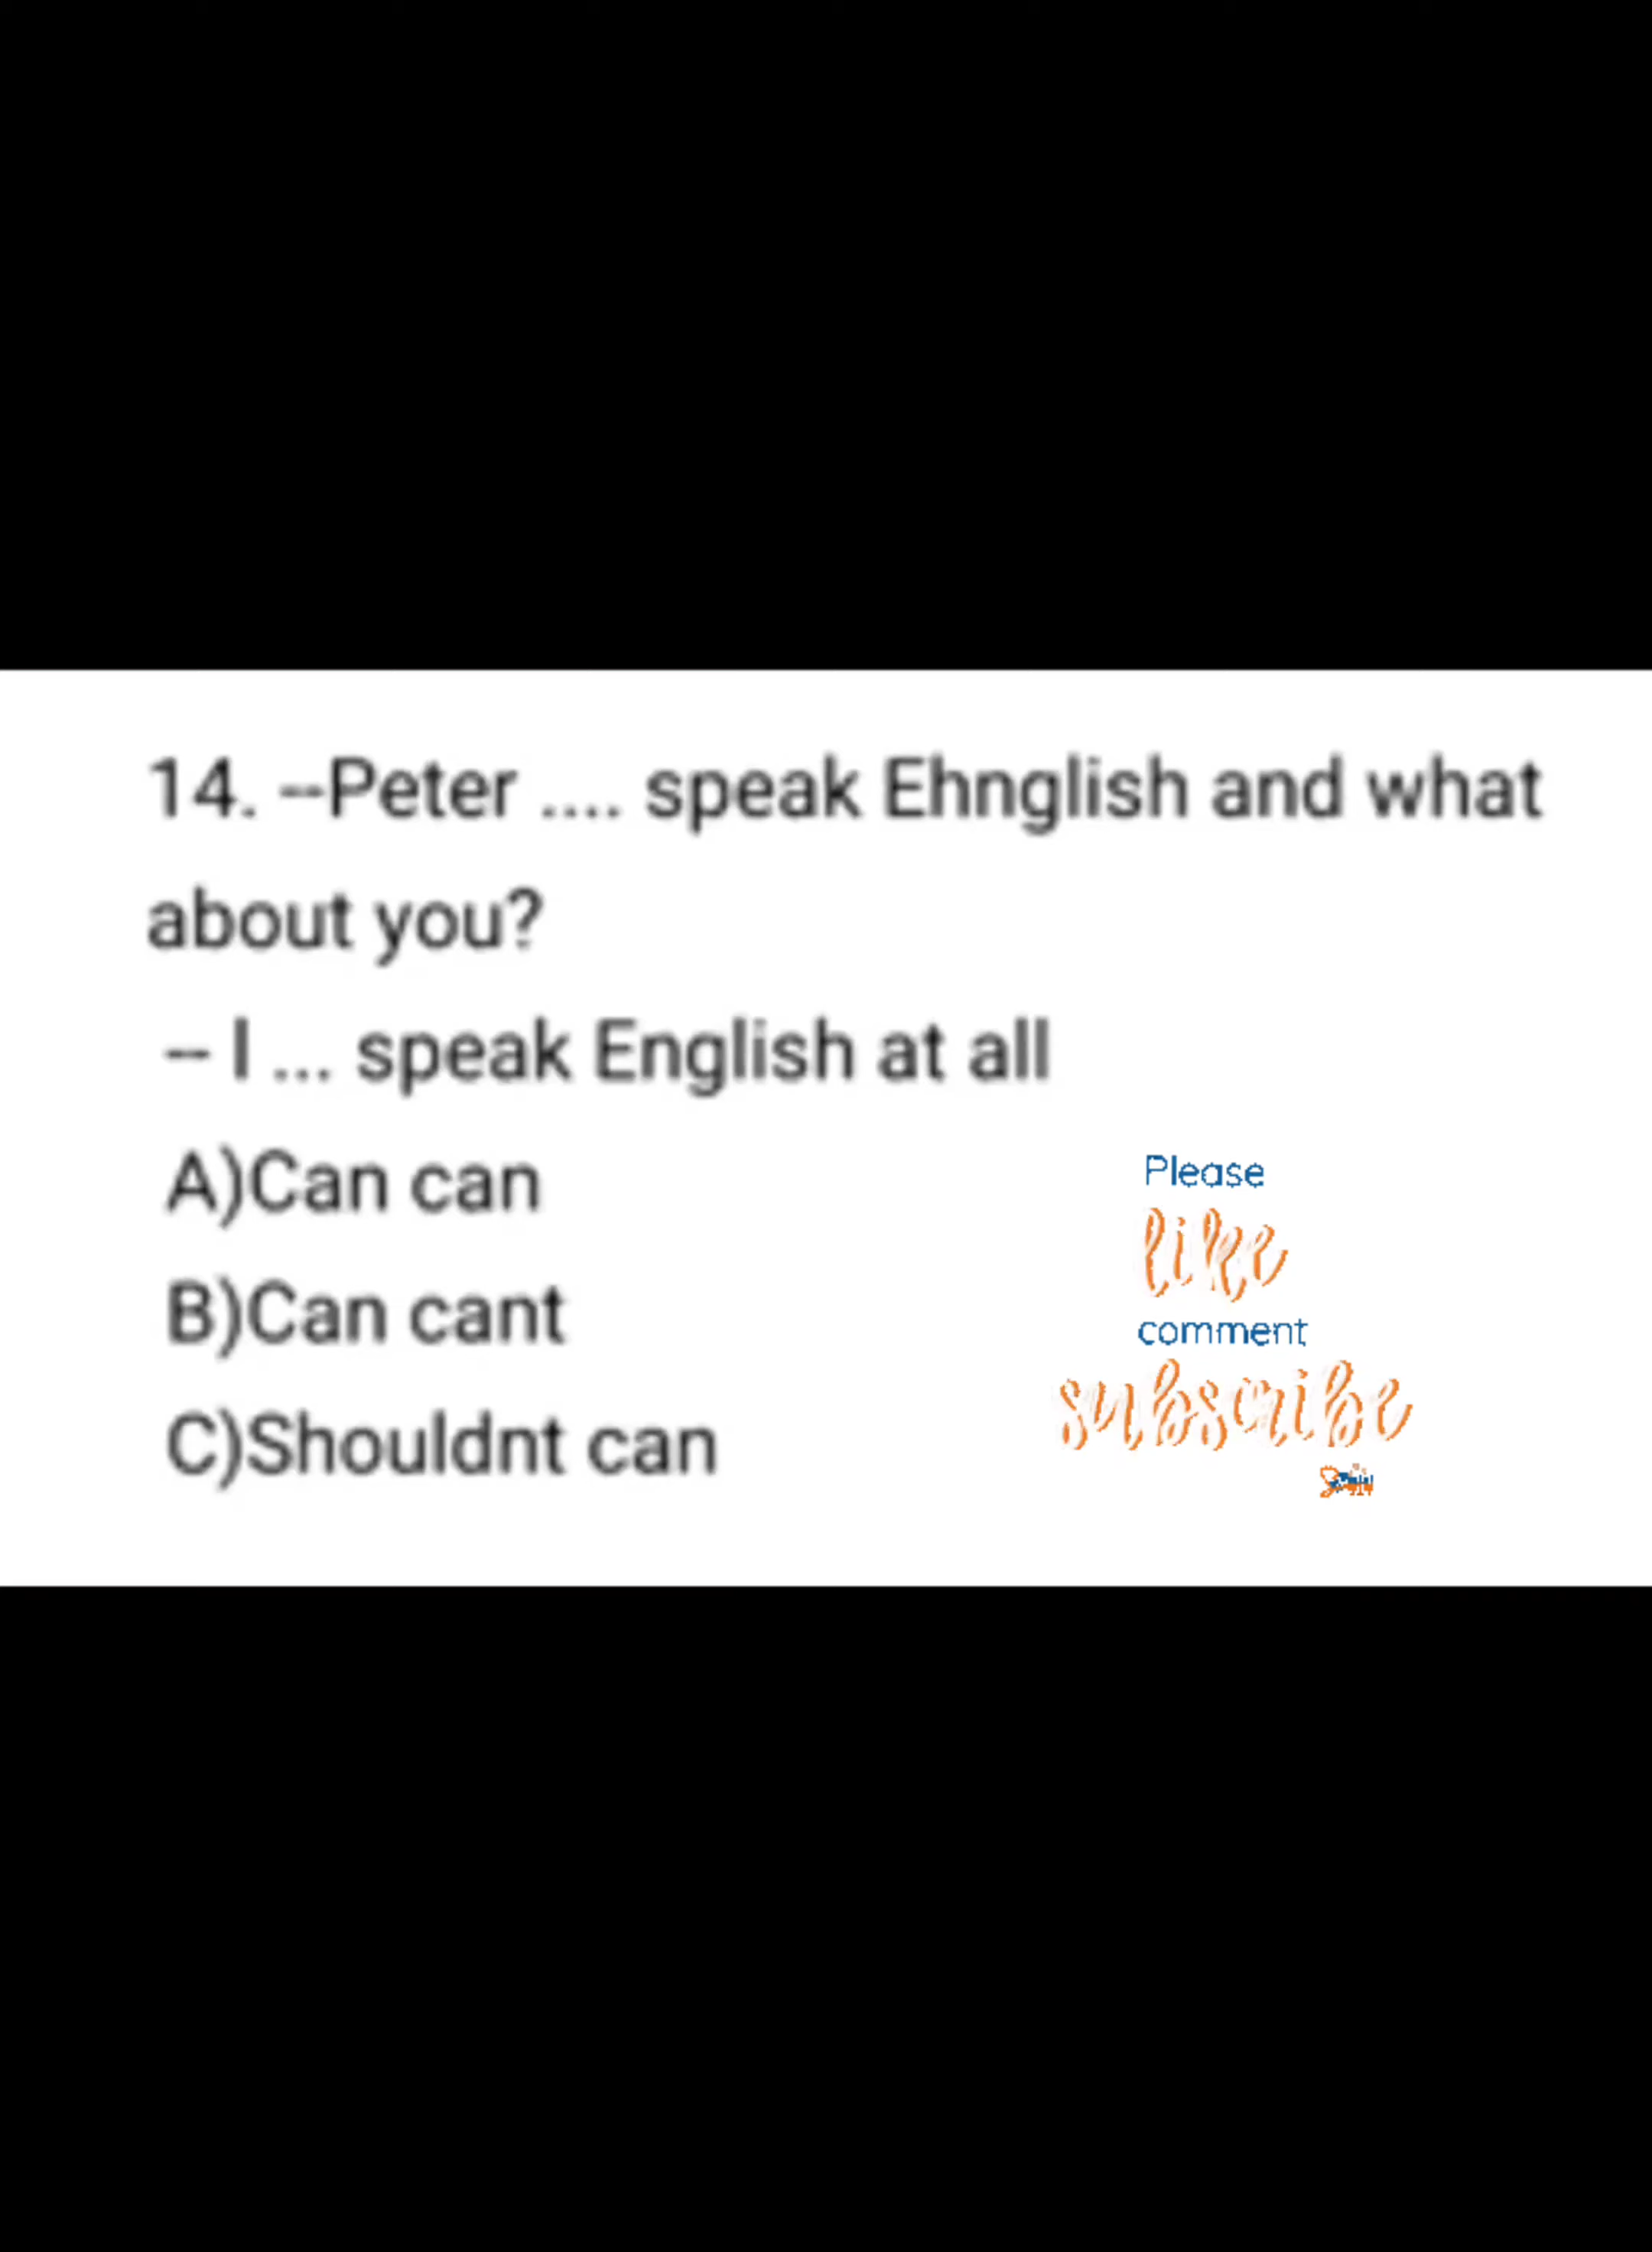 14. --Peter .... speak Ehnglish and what
about you?
-- I ... speak English at all
A)Can can
B)Can cant
C)Shouldnt can
Please
like
comment
subscribe